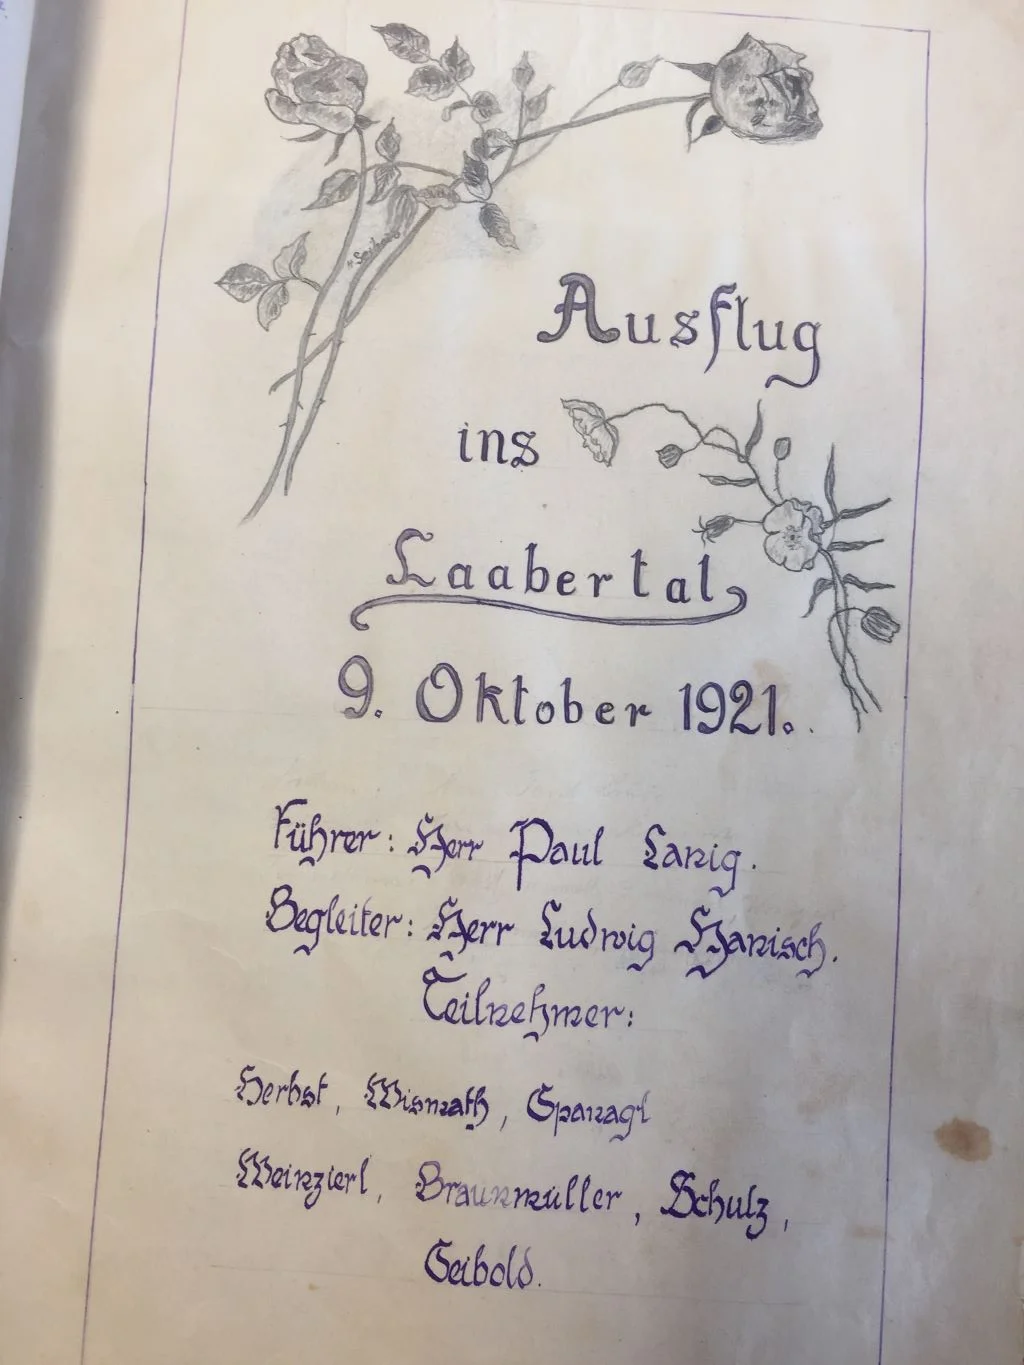 Ausflug
ins
Laabertal
9. Oktober 1921.
Führer: Herr Paul Lanig.
Begleiter: Herr Ludwig Hanisch.
Teilnehmer:
Herbst, Wismath, Spanagl
Weinzierl, Braunmüller, Schulz,
Seibold.